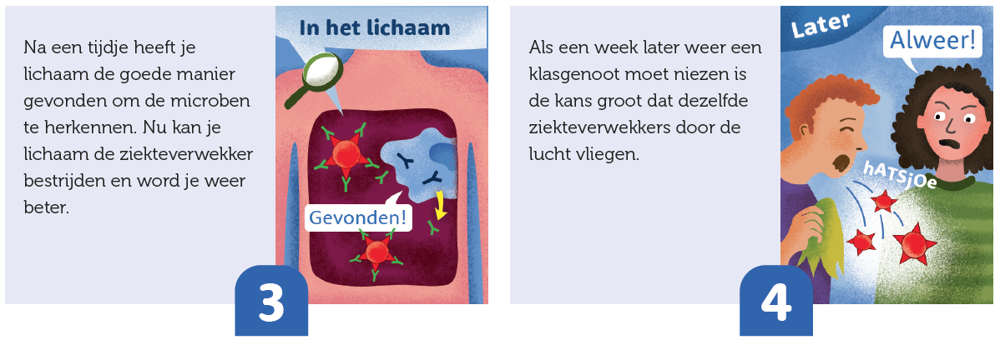 Na een tijdje heeft je
lichaam de goede manier
gevonden om de microben
te herkennen. Nu kan je
lichaam de ziekteverwekker
bestrijden en word je weer
beter.
In het lichaam
Gevonden!
3
Als een week later weer een
klasgenoot moet niezen is
de kans groot dat dezelfde
ziekteverwekkers door de
lucht vliegen.
Later
Alweer!
hATSjOe
4